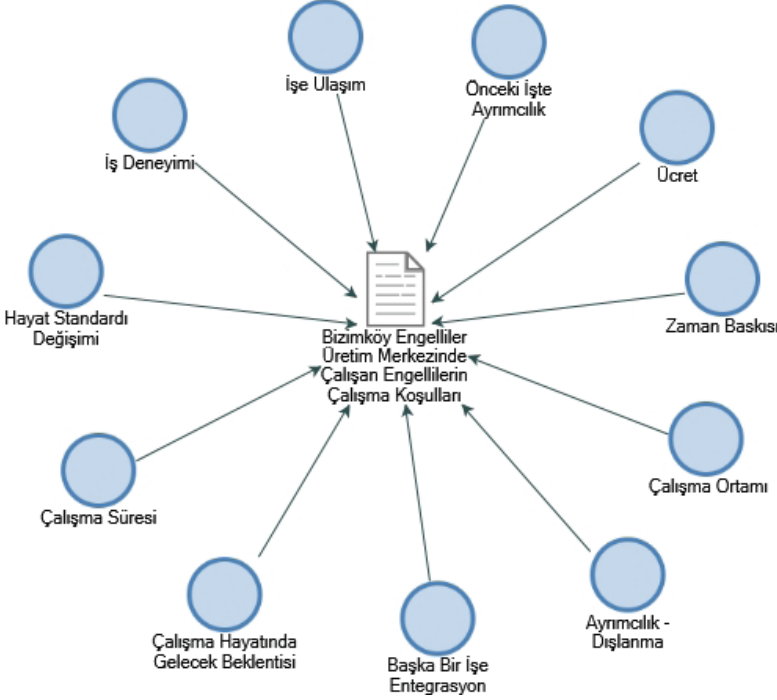 İşe Ulaşım
Önceki İşte
Ayrımcılık
İş Deneyimi
Ücret
Hayat Standardı
Değişimi
Zaman Baskısı
Bizimköy Engelliler
Üretim Merkezinde
Çalışan Engellilerin
Çalışma Koşulları
Çalışma Süresi
Çalışma Ortamı
Çalışma Hayatında
Gelecek Beklentisi
Başka Bir İşe
Entegrasyon
Ayrımcılık -
Dışlanma